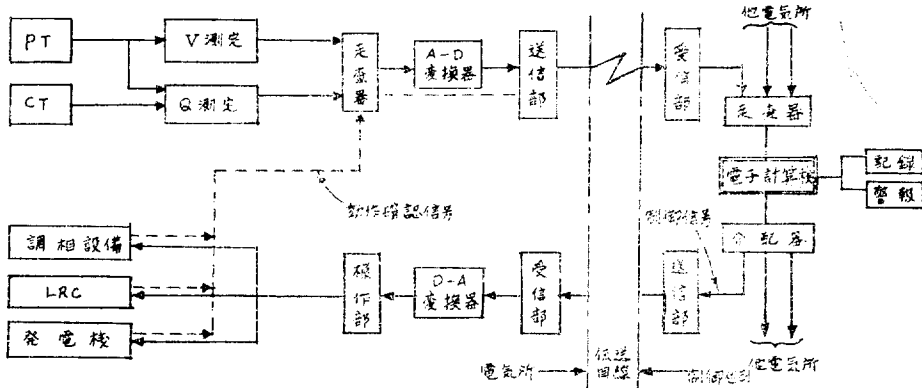 他電気所
PT
V測定
走査器
A-D
変換器
送信部
受信部
CT
Q測定
走査器
電子計算機
記録
警報
動作確認信号
制御信号
分配器
調相設備
LRC
発電機
操作部
D-A
変換器
受信部
送信部
電気所
伝送
回線
他電気所